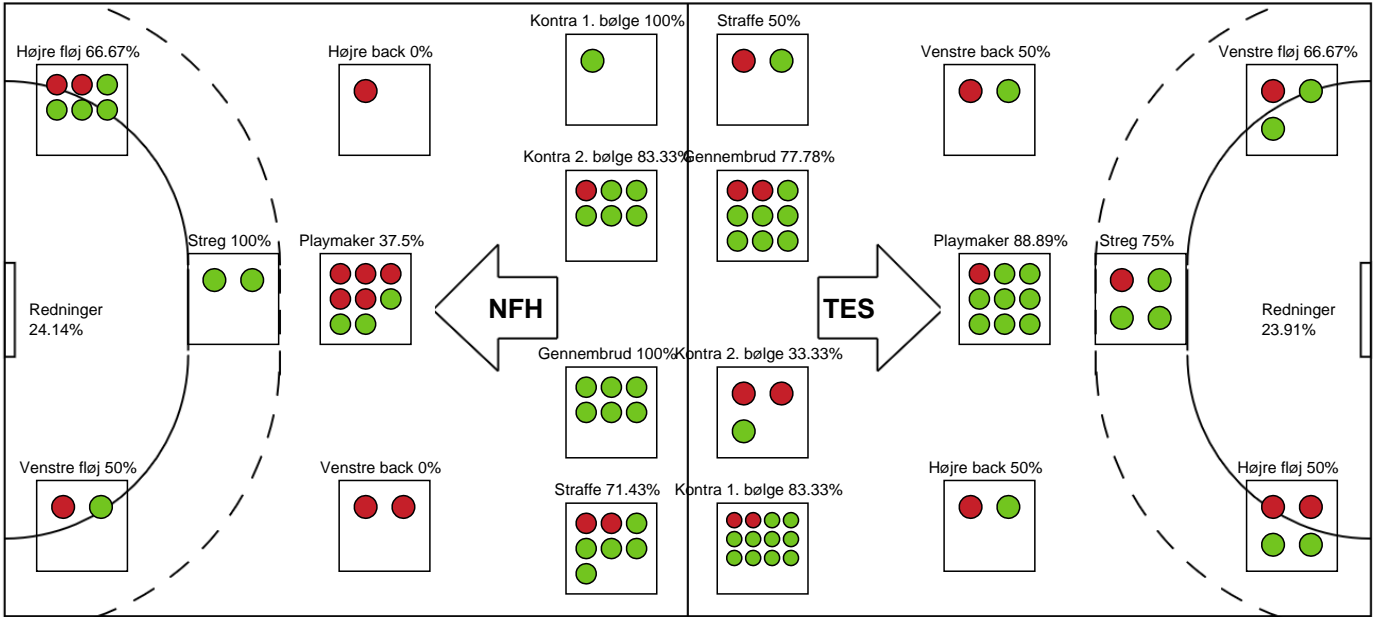 Kontra 1. bølge 100%
Straffe 50%
Højre fløj 66.67%
Højre back 0%
Venstre back 50%
Venstre fløj 66.67%
Kontra 2. bølge 83.33%
Gennembrud 77.78%
Streg 100%
Playmaker 37.5%
Playmaker 88.89%
Streg 75%
Redninger
24.14%
NFH
TES
Redninger
23.91%
Gennembrud 100%
Kontra 2. bølge 33.33%
Venstre fløj 50%
Venstre back 0%
Højre back 50%
Højre fløj 50%
Straffe 71.43%
Kontra 1. bølge 83.33%